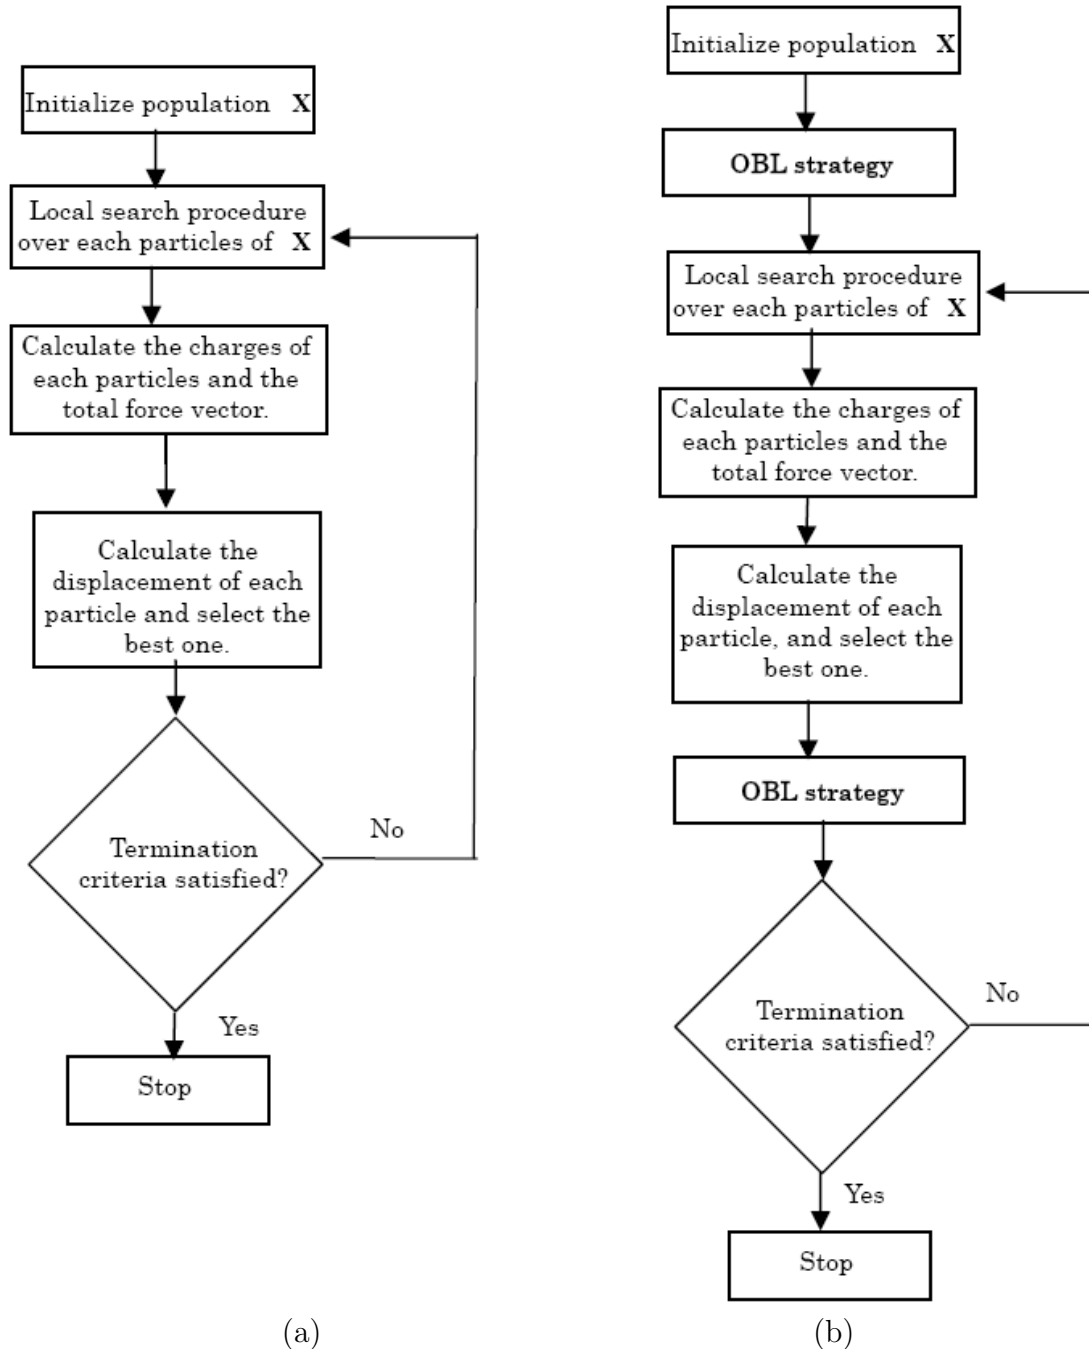 Initialize population X
Local search procedure
over each particles of X
Calculate the charges of
each particles and the
total force vector.
Calculate the
displacement of each
particle and select the
best one.
Termination
criteria satisfied?
No
Yes
Stop
(a)
Initialize population X
OBL strategy
Local search procedure
over each particles of X
Calculate the charges of
each particles and the
total force vector.
Calculate the
displacement of each
particle, and select the
best one.
OBL strategy
Termination
criteria satisfied?
No
Yes
Stop
(b)